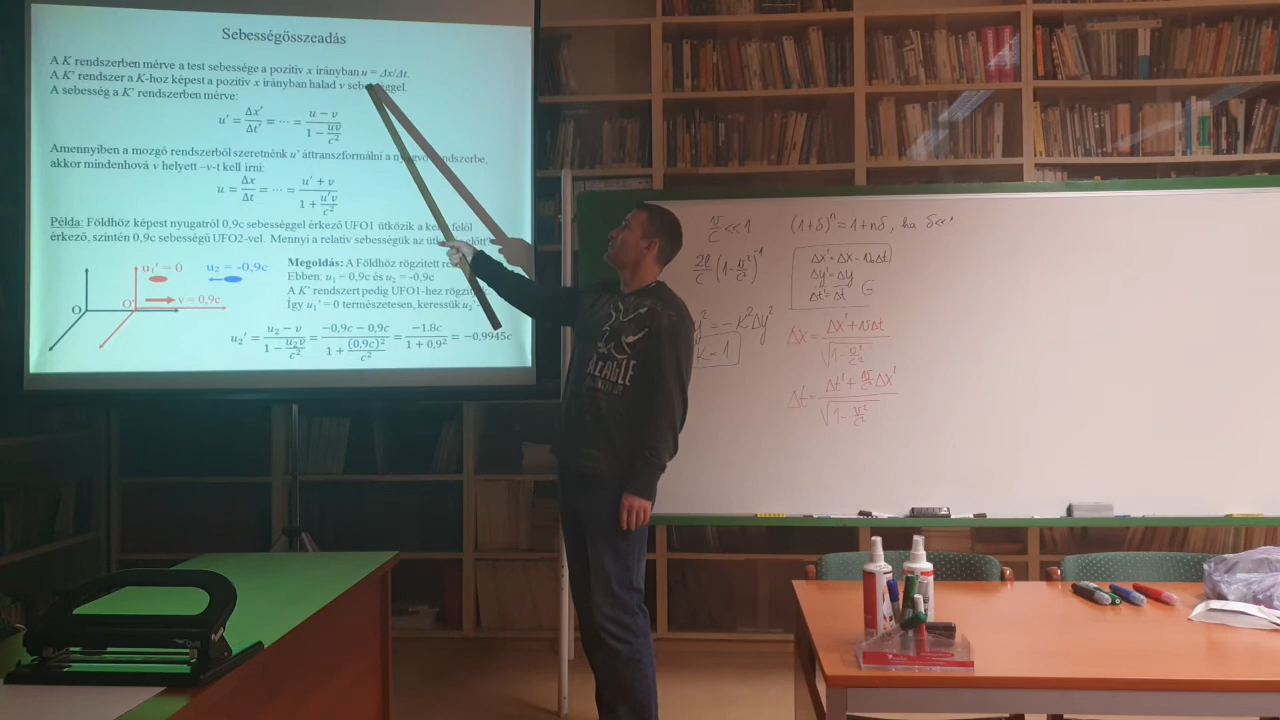 Sebességösszeadás
A K rendszerben mérve a test sebessége a pozitív x irányban u = Δx/Δt.
A K' rendszer a K-hoz képest a pozitív x irányban halad v
A sebesség a K' rendszerben mérve:
u' = Δx'/Δt' = ⋯ = (u − v)/(1 − uv/c²)
Amennyiben a mozgó rendszerből szeretnénk u' áttranszformálni a
akkor mindenhová v helyett –v-t kell írni:
u = Δx/Δt = ⋯ = (u' + v)/(1 + u'v/c²)
Példa: Földhöz képest nyugatról 0,9c sebességgel érkező UFO1 ütközik a felől
érkező, szintén 0,9c sebességű UFO2-vel. Mennyi a relatív sebességük az
u₁' = 0
u₂ = -0,9c
O
O'
v = 0,9c
Megoldás: A Földhöz rögzített
Ebben: u₁ = 0,9c és u₂ = -0,9c
A K' rendszert pedig UFO1-hez
Így u₁' = 0 természetesen, keressük u₂'
u₂' = (u₂ − v)/(1 − u₂v/c²) = (−0,9c − 0,9c)/(1 + (0,9c)²/c²) = −1.8c/(1 + 0,9²) = −0,9945c
v/c <<1
(1+δ)ⁿ = 1+nδ, ha δ<<1
2l/c (1-v²/c²)⁻¹
Δx' = Δx - v₀Δt
Δy' = Δy
Δt' = Δt
G
y² = -K²Δy²
K=1
Δx = (Δx' + vΔt)/√(1-v²/c²)
Δt = (Δt' + v/c² Δx')/√(1-v²/c²)